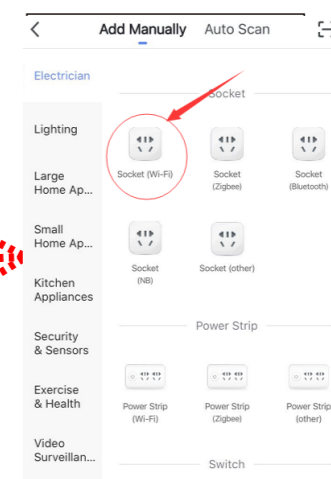 Add Manually Auto Scan
Electrician
Socket
Lighting
Socket (Wi-Fi)
Socket
(Zigbee)
Socket
(Bluetooth)
Large
Home Ap...
Small
Home Ap...
Socket
(NB)
Socket (other)
Kitchen
Appliances
Power Strip
Security
& Sensors
Exercise
& Health
Power Strip
(Wi-Fi)
Power Strip
(Zigbee)
Power Strip
(other)
Video
Surveillan...
Switch